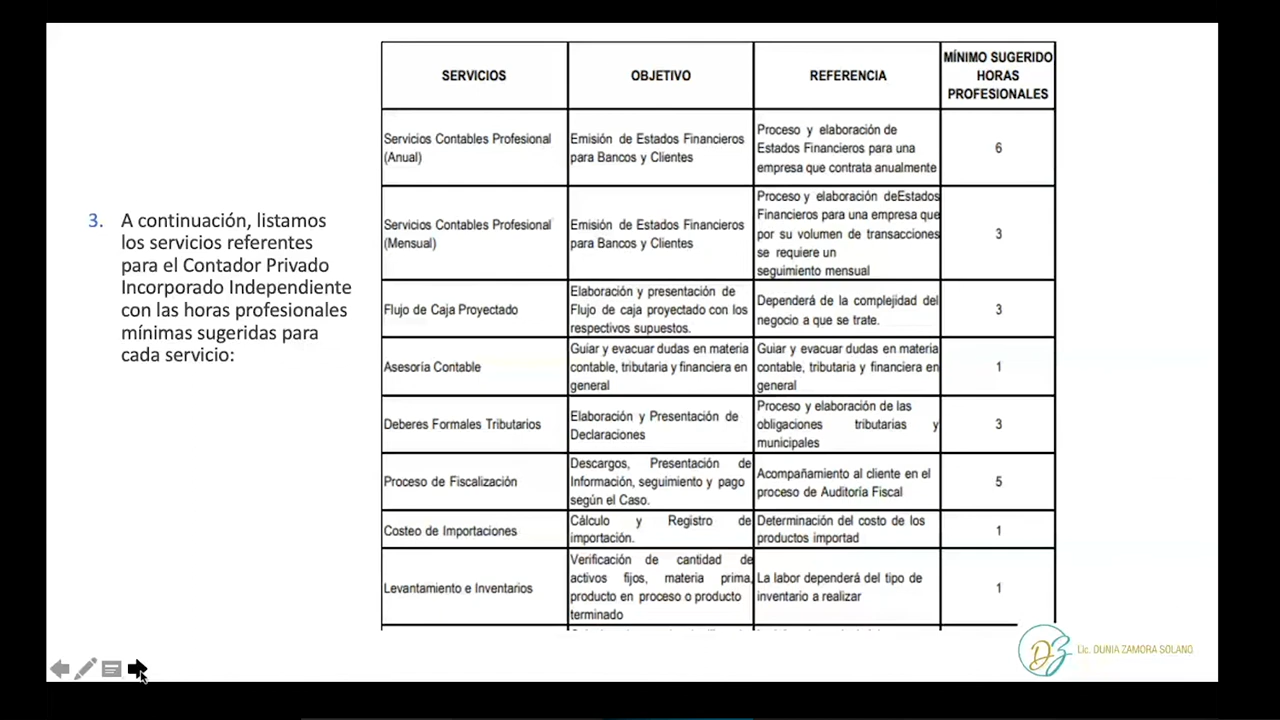 3. A continuación, listamos
los servicios referentes
para el Contador Privado
Incorporado Independiente
con las horas profesionales
mínimas sugeridas para
cada servicio:
SERVICIOS
OBJETIVO
REFERENCIA
MÍNIMO SUGERIDO
HORAS
PROFESIONALES
Servicios Contables Profesional
(Anual)
Emisión de Estados Financieros
para Bancos y Clientes
Proceso y elaboración de
Estados Financieros para una
empresa que contrata anualmente
6
Servicios Contables Profesional
(Mensual)
Emisión de Estados Financieros
para Bancos y Clientes
Proceso y elaboración deEstados
Financieros para una empresa que
por su volumen de transacciones
se requiere un
seguimiento mensual
3
Flujo de Caja Proyectado
Elaboración y presentación de
Flujo de caja proyectado con los
respectivos supuestos.
Dependerá de la complejidad del
negocio a que se trate.
3
Asesoría Contable
Guiar y evacuar dudas en materia
contable, tributaria y financiera en
general
Guiar y evacuar dudas en materia
contable, tributaria y financiera en
general
1
Deberes Formales Tributarios
Elaboración y Presentación de
Declaraciones
Proceso y elaboración de las
obligaciones tributarias y
municipales
3
Proceso de Fiscalización
Descargos, Presentación de
Información, seguimiento y pago
según el Caso.
Acompañamiento al cliente en el
proceso de Auditoría Fiscal
5
Costeo de Importaciones
Cálculo y Registro de
importación.
Determinación del costo de los
productos importad
1
Levantamiento e Inventarios
Verificación de cantidad de
activos fijos, materia prima,
producto en proceso o producto
terminado
La labor dependerá del tipo de
inventario a realizar
1
DZ
Lic. DUNIA ZAMORA SOLANO